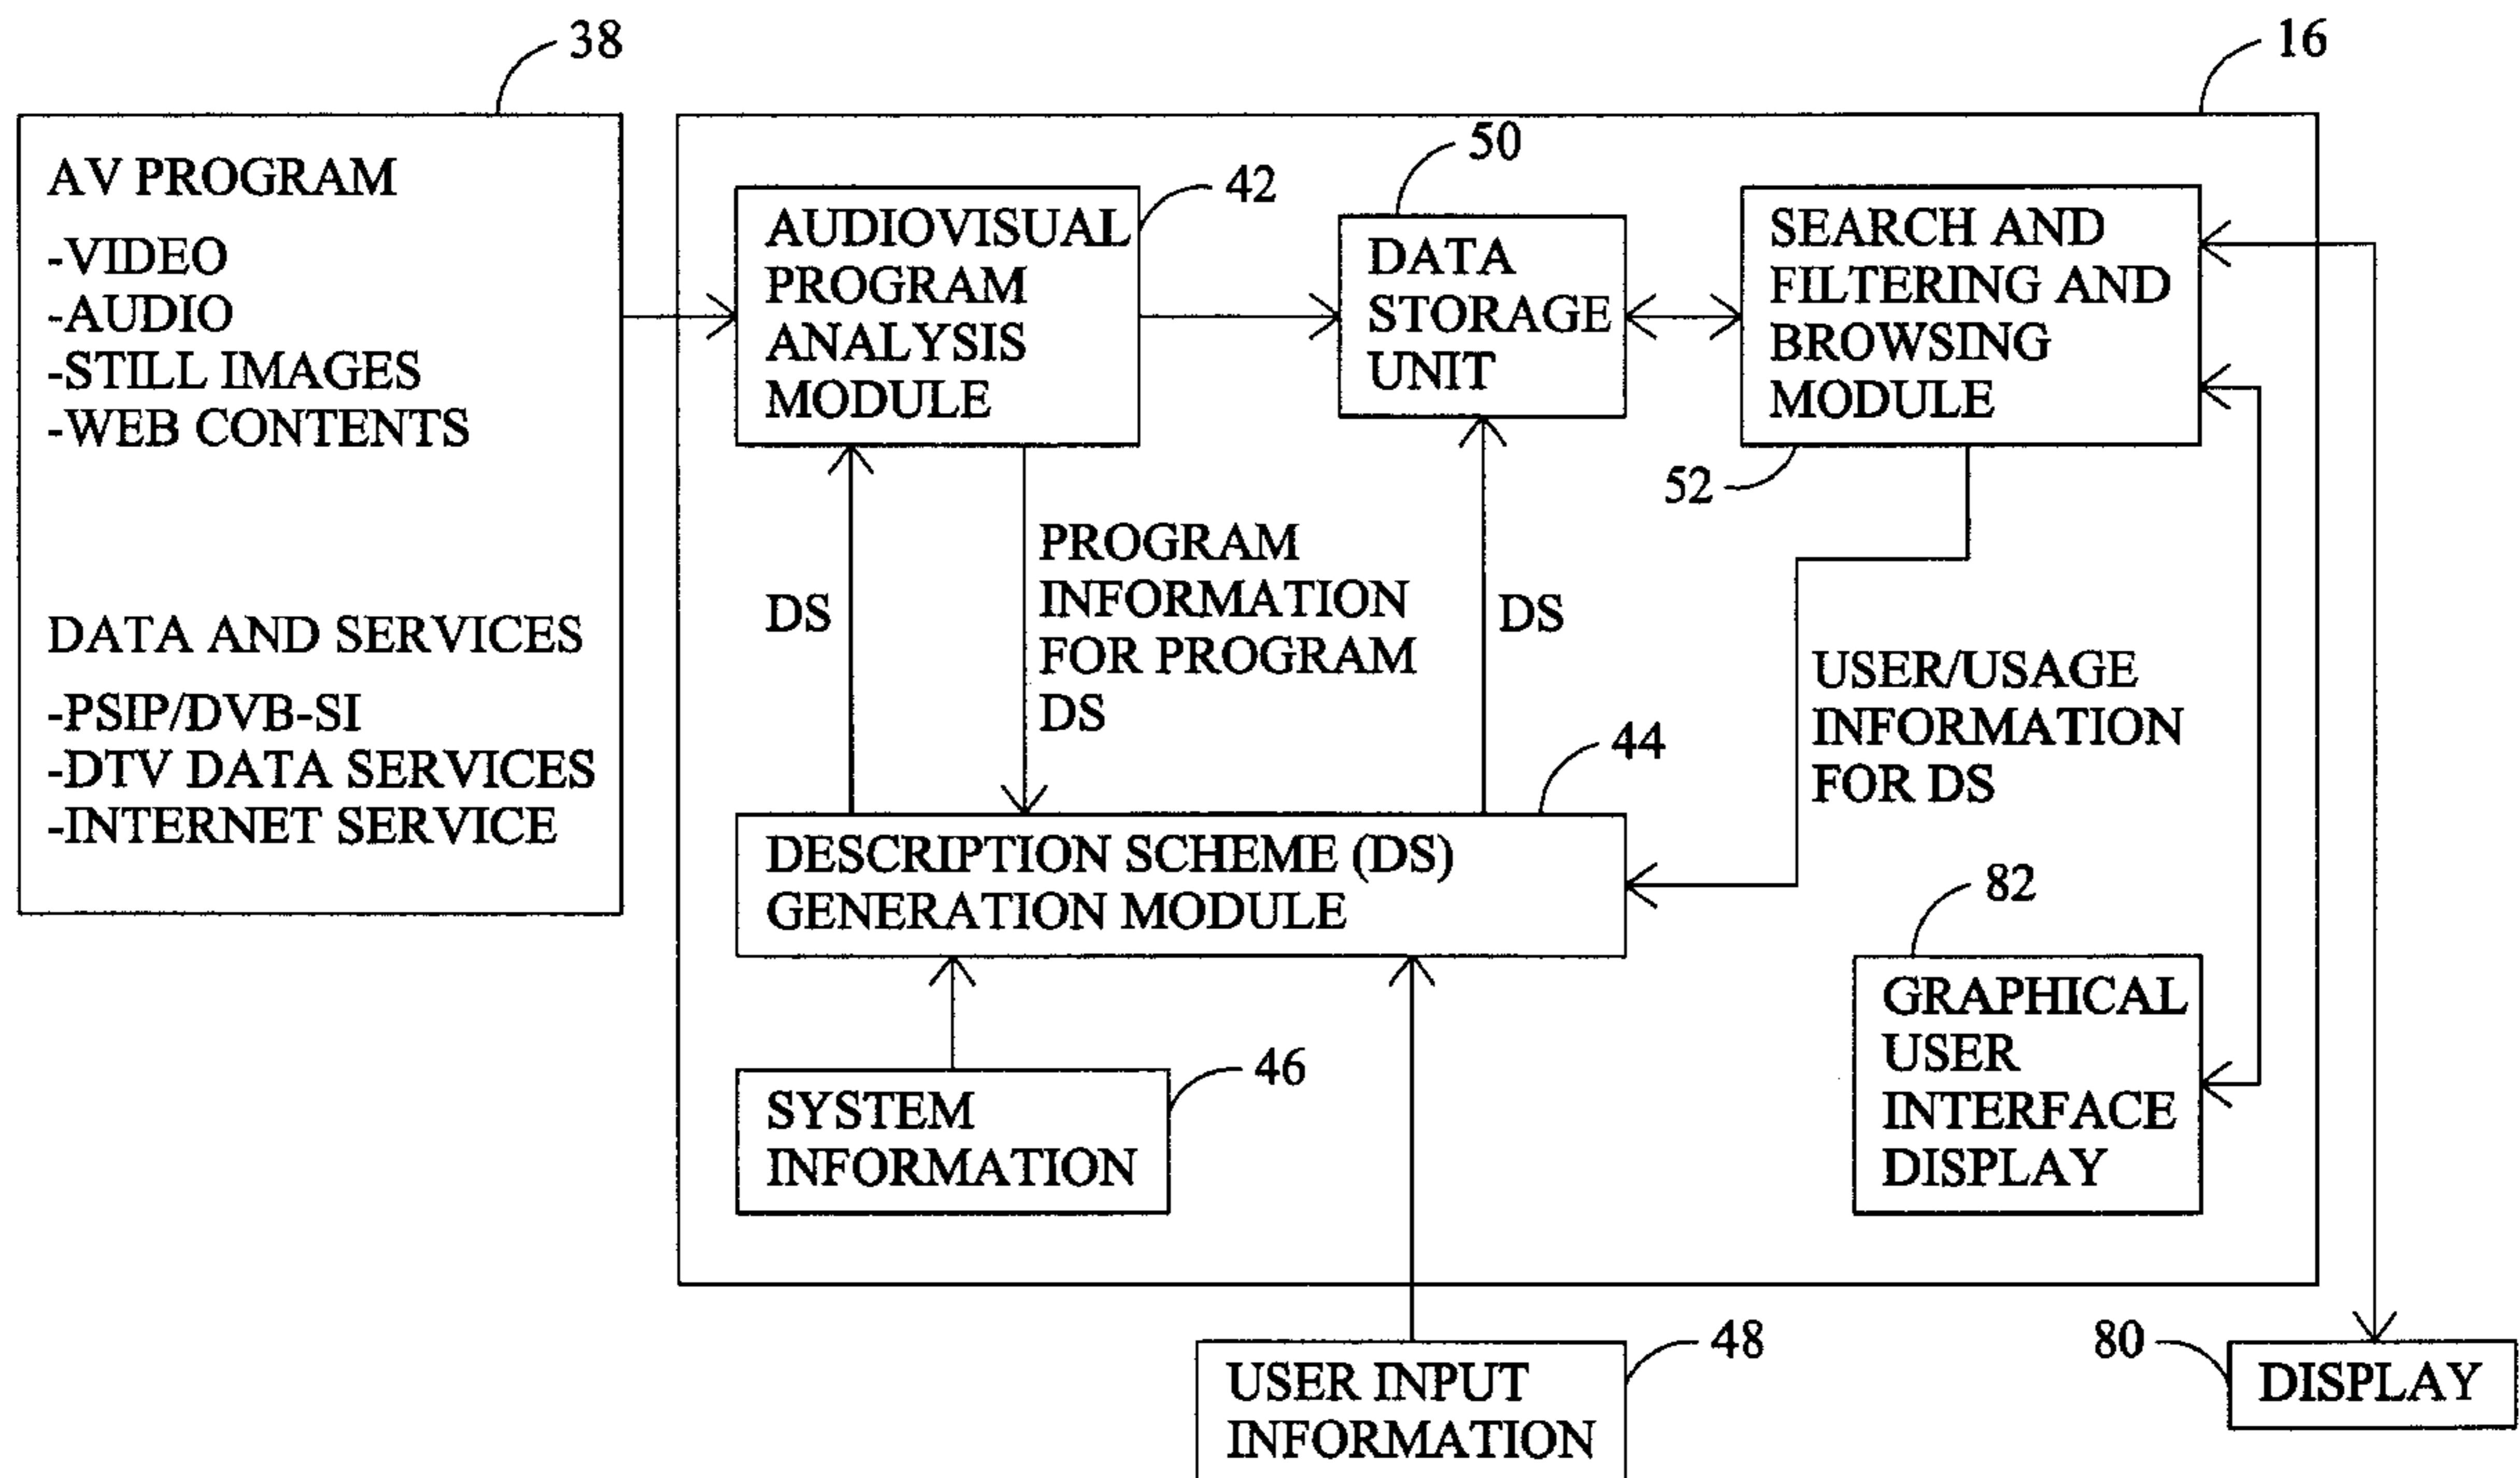 38
16
AV PROGRAM
-VIDEO
-AUDIO
-STILL IMAGES
-WEB CONTENTS
DATA AND SERVICES
-PSIP/DVB-SI
-DTV DATA SERVICES
-INTERNET SERVICE
42
AUDIOVISUAL
PROGRAM
ANALYSIS
MODULE
50
DATA
STORAGE
UNIT
SEARCH AND
FILTERING AND
BROWSING
MODULE
52
DS
PROGRAM
INFORMATION
FOR PROGRAM
DS
DS
USER/USAGE
INFORMATION
FOR DS
44
DESCRIPTION SCHEME (DS)
GENERATION MODULE
82
GRAPHICAL
USER
INTERFACE
DISPLAY
46
SYSTEM
INFORMATION
48
USER INPUT
INFORMATION
80
DISPLAY